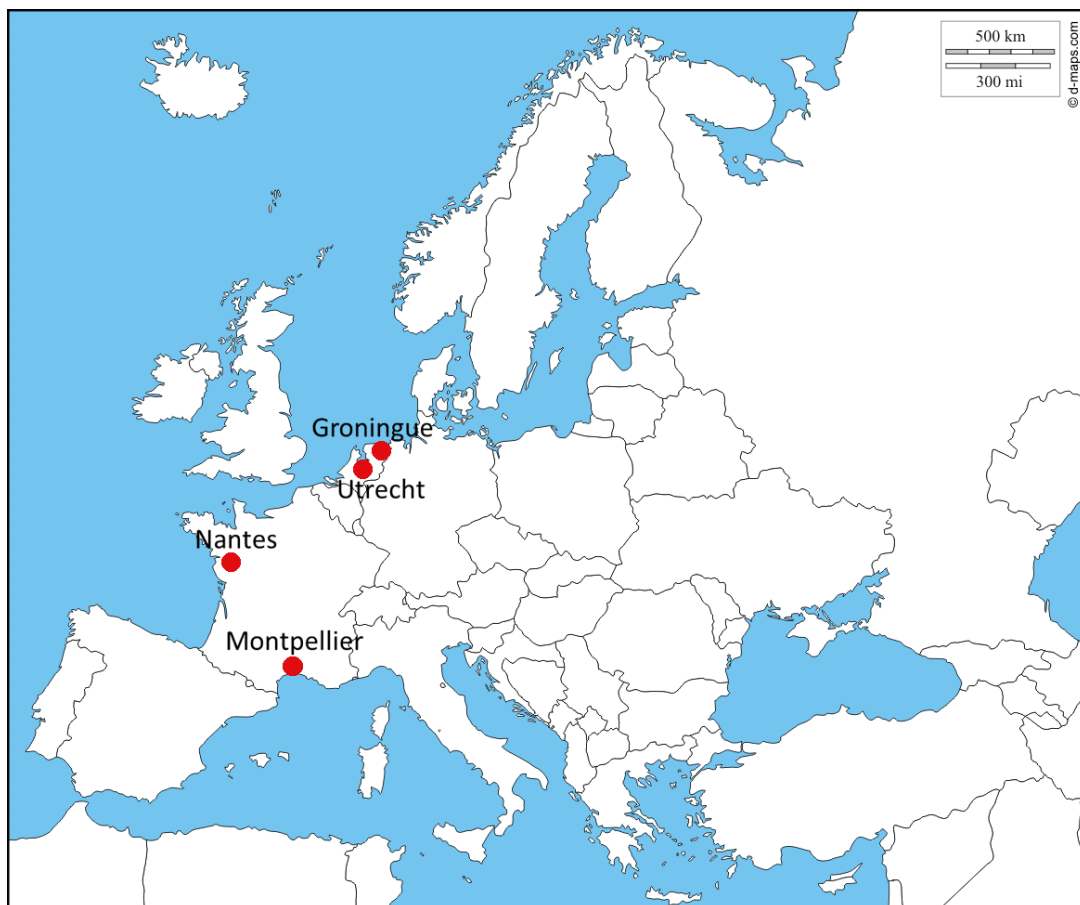 500 km
300 mi
© d-maps.com
Groningue
Utrecht
Nantes
Montpellier